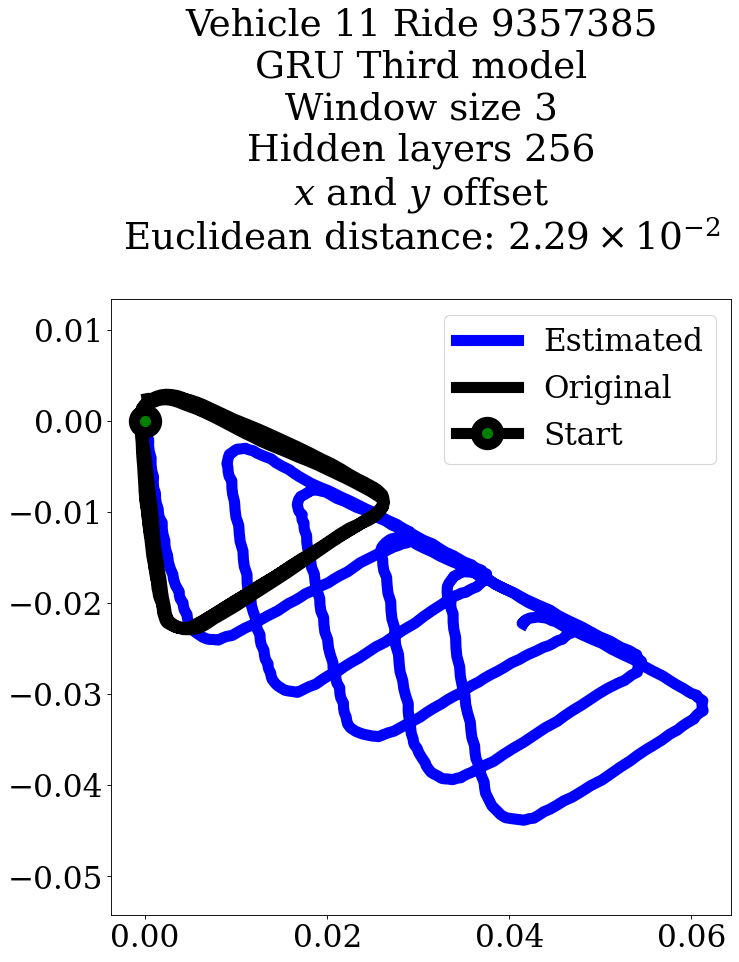 Vehicle 11 Ride 9357385
GRU Third model
Window size 3
Hidden layers 256
x and y offset
Euclidean distance: 2.29 × 10⁻²
Estimated
Original
Start
0.01
0.00
−0.01
−0.02
−0.03
−0.04
−0.05
0.00 0.02 0.04 0.06